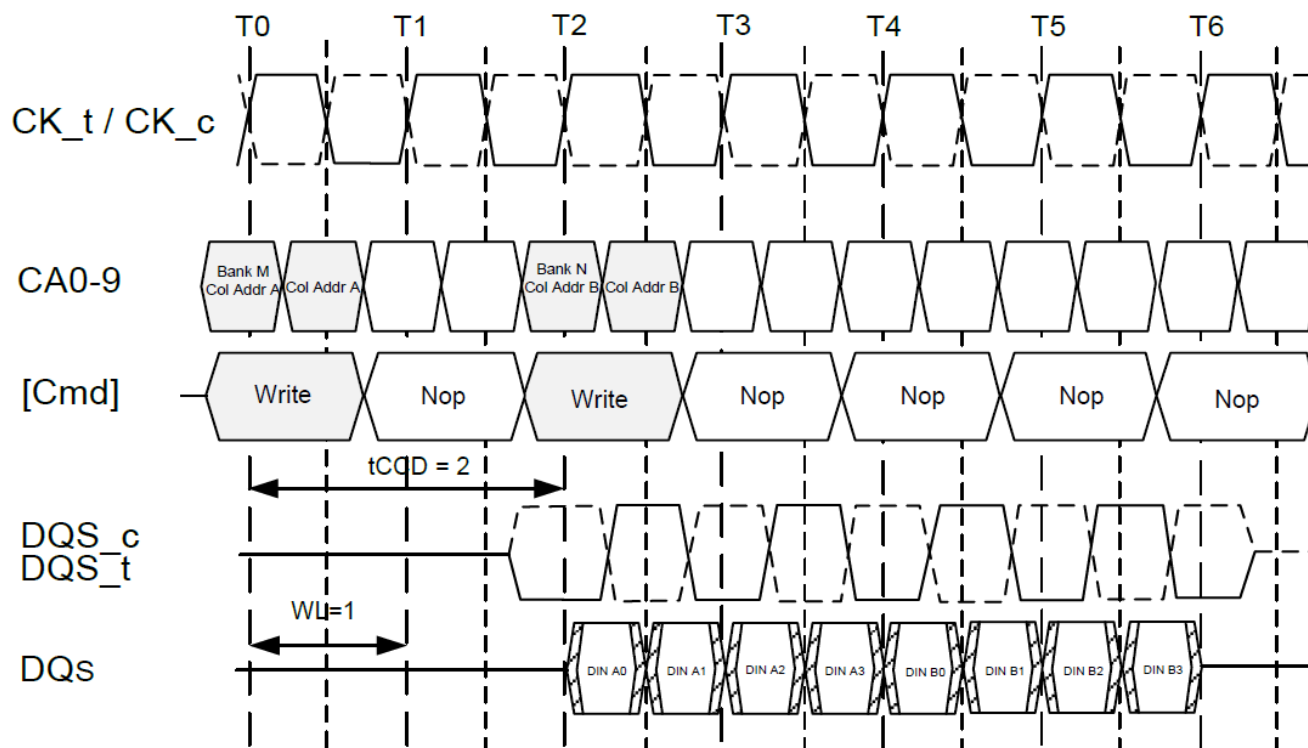 T0 T1 T2 T3 T4 T5 T6
CK_t / CK_c
CA0-9
Bank M
Col Addr A
Col Addr A
Bank N
Col Addr B
Col Addr B
[Cmd]
Write Nop Write Nop Nop Nop Nop
tCCD = 2
DQS_c
DQS_t
WL=1
DQs
DIN A0 DIN A1 DIN A2 DIN A3 DIN B0 DIN B1 DIN B2 DIN B3